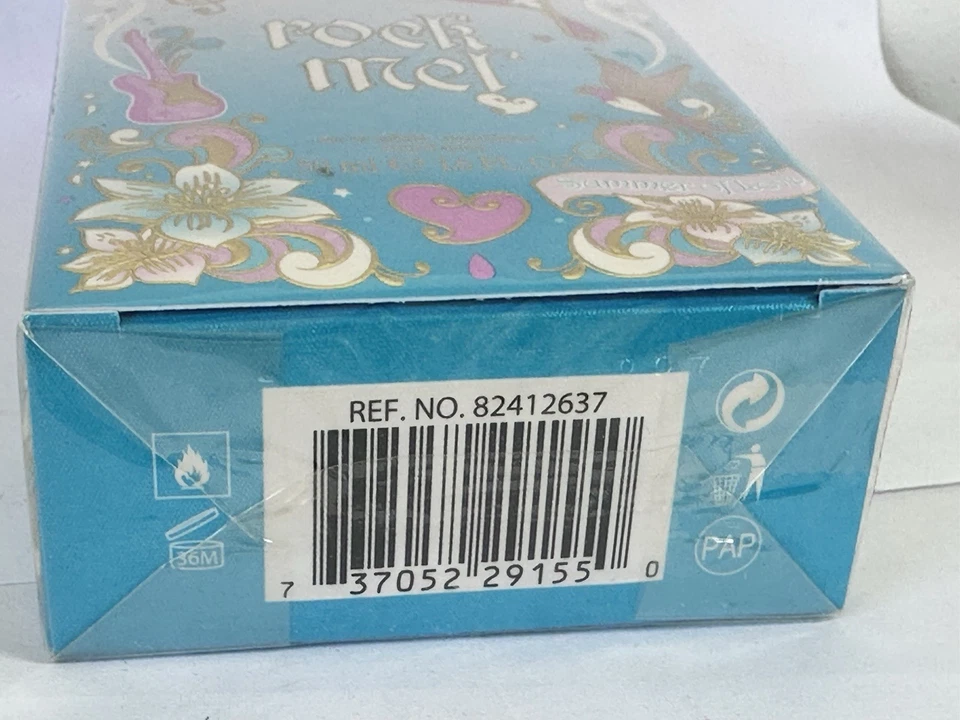 rock
me!
REF. NO. 82412637
7 37052 29155 0
36M
PAP